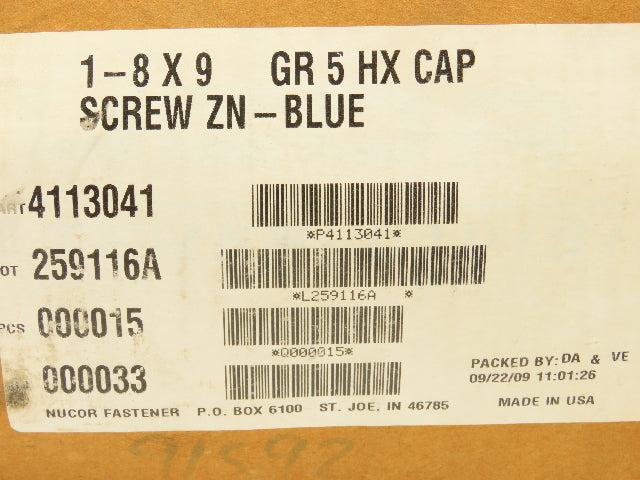 1-8 X 9 GR 5 HX CAP
SCREW ZN-BLUE
4113041
*P4113041*
259116A
*L259116A *
PCS 000015
*Q000015*
000033
PACKED BY: DA & VE
09/22/09 11:01:26
NUCOR FASTENER P.O. BOX 6100 ST. JOE, IN 46785
MADE IN USA
91592